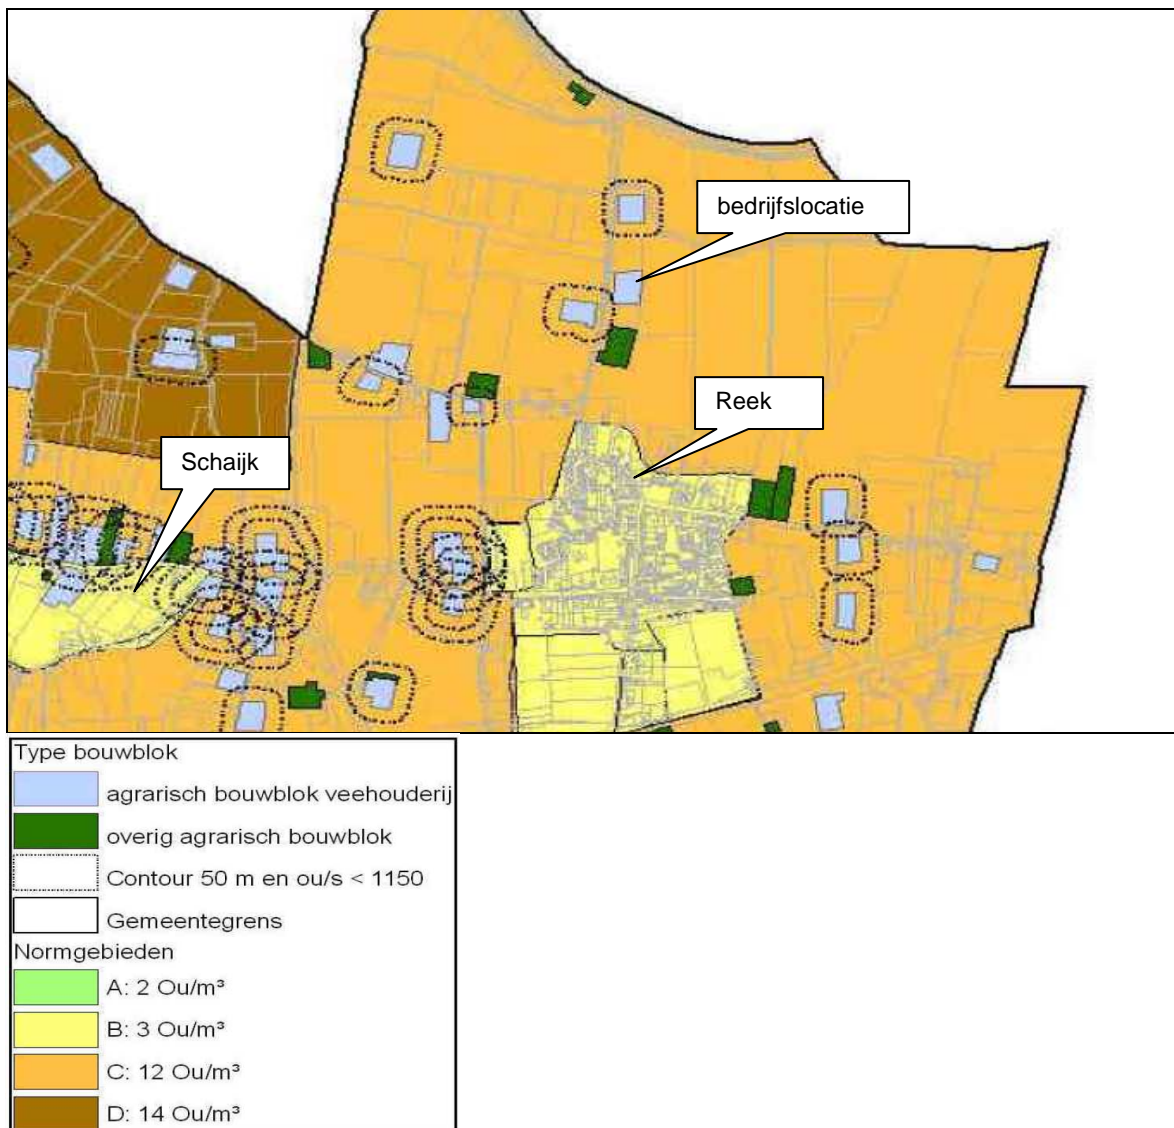 bedrijfslocatie
Reek
Schaijk
Type bouwblok
agrarisch bouwblok veehouderij
overig agrarisch bouwblok
Contour 50 m en ou/s < 1150
Gemeentegrens
Normgebieden
A: 2 Ou/m³
B: 3 Ou/m³
C: 12 Ou/m³
D: 14 Ou/m³